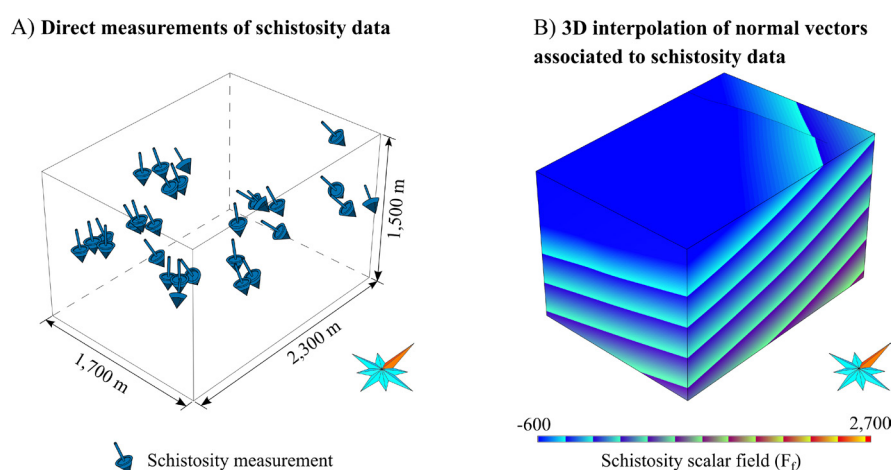 A) Direct measurements of schistosity data
1,500 m
1,700 m
2,300 m
Schistosity measurement
B) 3D interpolation of normal vectors
associated to schistosity data
-600
2,700
Schistosity scalar field (Ff)